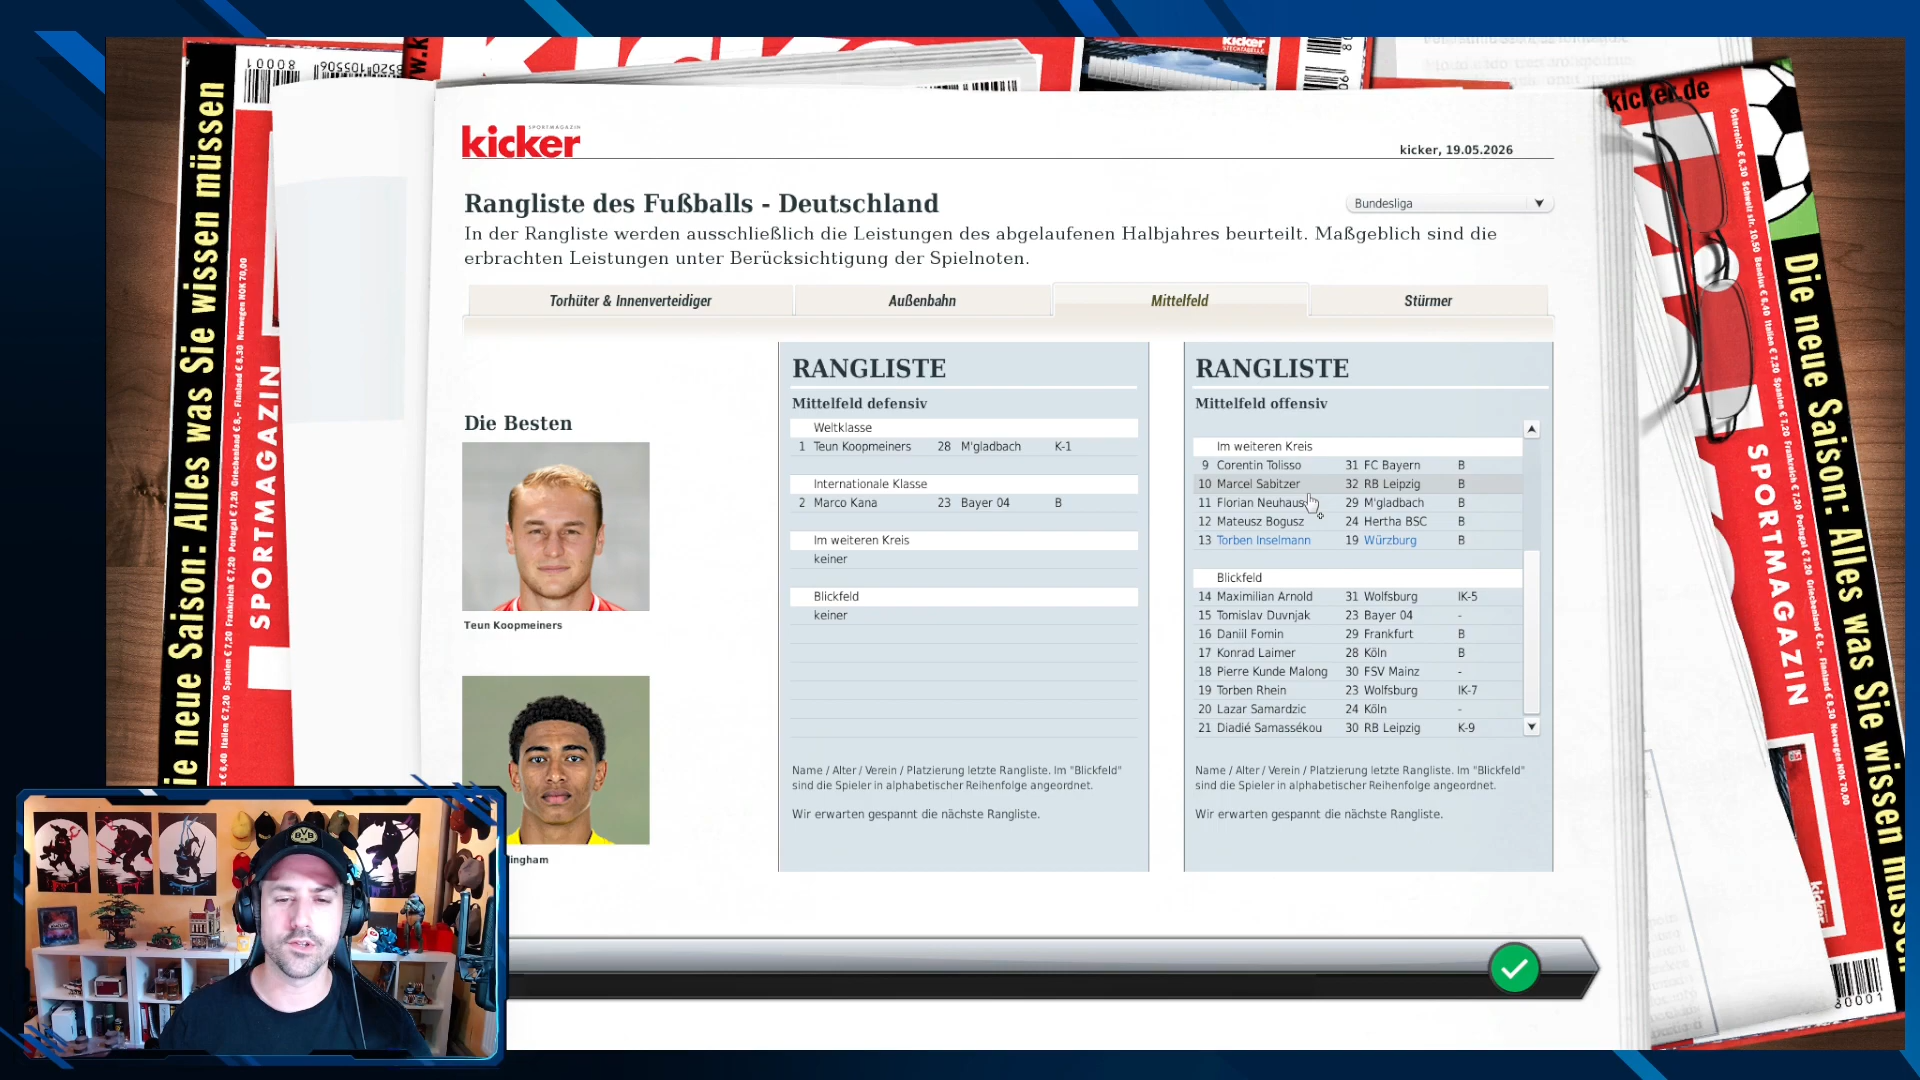 kicker
SPORTMAGAZIN
kicker, 19.05.2026
Rangliste des Fußballs - Deutschland
Bundesliga
In der Rangliste werden ausschließlich die Leistungen des abgelaufenen Halbjahres beurteilt. Maßgeblich sind die
erbrachten Leistungen unter Berücksichtigung der Spielnoten.
Torhüter & Innenverteidiger
Außenbahn
Mittelfeld
Stürmer
Die Besten
Teun Koopmeiners
lingham
RANGLISTE
Mittelfeld defensiv
Weltklasse
1 Teun Koopmeiners 28 M'gladbach K-1
Internationale Klasse
2 Marco Kana 23 Bayer 04 B
Im weiteren Kreis
keiner
Blickfeld
keiner
Name / Alter / Verein / Platzierung letzte Rangliste. Im "Blickfeld"
sind die Spieler in alphabetischer Reihenfolge angeordnet.
Wir erwarten gespannt die nächste Rangliste.
RANGLISTE
Mittelfeld offensiv
Im weiteren Kreis
9 Corentin Tolisso 31 FC Bayern B
10 Marcel Sabitzer 32 RB Leipzig B
11 Florian Neuhaus 29 M'gladbach B
12 Mateusz Bogusz 24 Hertha BSC B
13 Torben Inselmann 19 Würzburg B
Blickfeld
14 Maximilian Arnold 31 Wolfsburg IK-5
15 Tomislav Duvnjak 23 Bayer 04 -
16 Daniil Fomin 29 Frankfurt B
17 Konrad Laimer 28 Köln B
18 Pierre Kunde Malong 30 FSV Mainz -
19 Torben Rhein 23 Wolfsburg IK-7
20 Lazar Samardzic 24 Köln -
21 Diadié Samassékou 30 RB Leipzig K-9
Name / Alter / Verein / Platzierung letzte Rangliste. Im "Blickfeld"
sind die Spieler in alphabetischer Reihenfolge angeordnet.
Wir erwarten gespannt die nächste Rangliste.
ie neue Saison: Alles was Sie wissen müssen
SPORTMAGAZIN
80001
kicker
kicker.de
Die neue Saison: Alles was Sie wissen müssen
SPORTMAGAZIN
kicker
80001
BVB